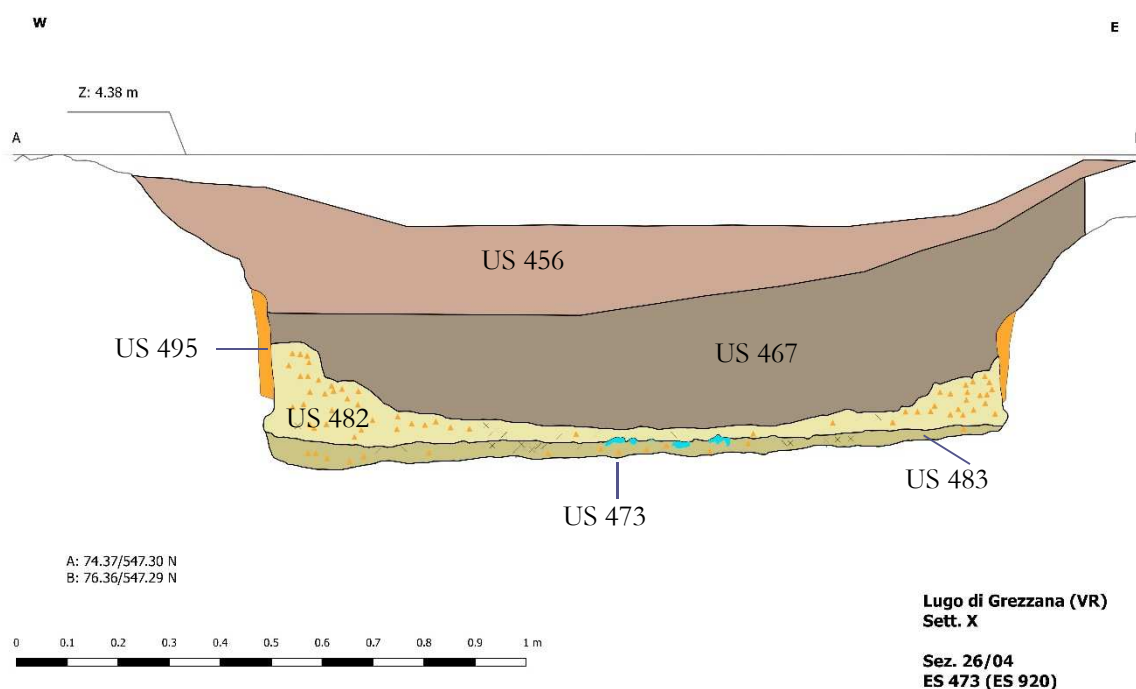 W
E
Z: 4.38 m
A
US 456
US 495
US 467
US 482
US 483
US 473
A: 74.37/547.30 N
B: 76.36/547.29 N
0 0.1 0.2 0.3 0.4 0.5 0.6 0.7 0.8 0.9 1 m
Lugo di Grezzana (VR)
Sett. X
Sez. 26/04
ES 473 (ES 920)